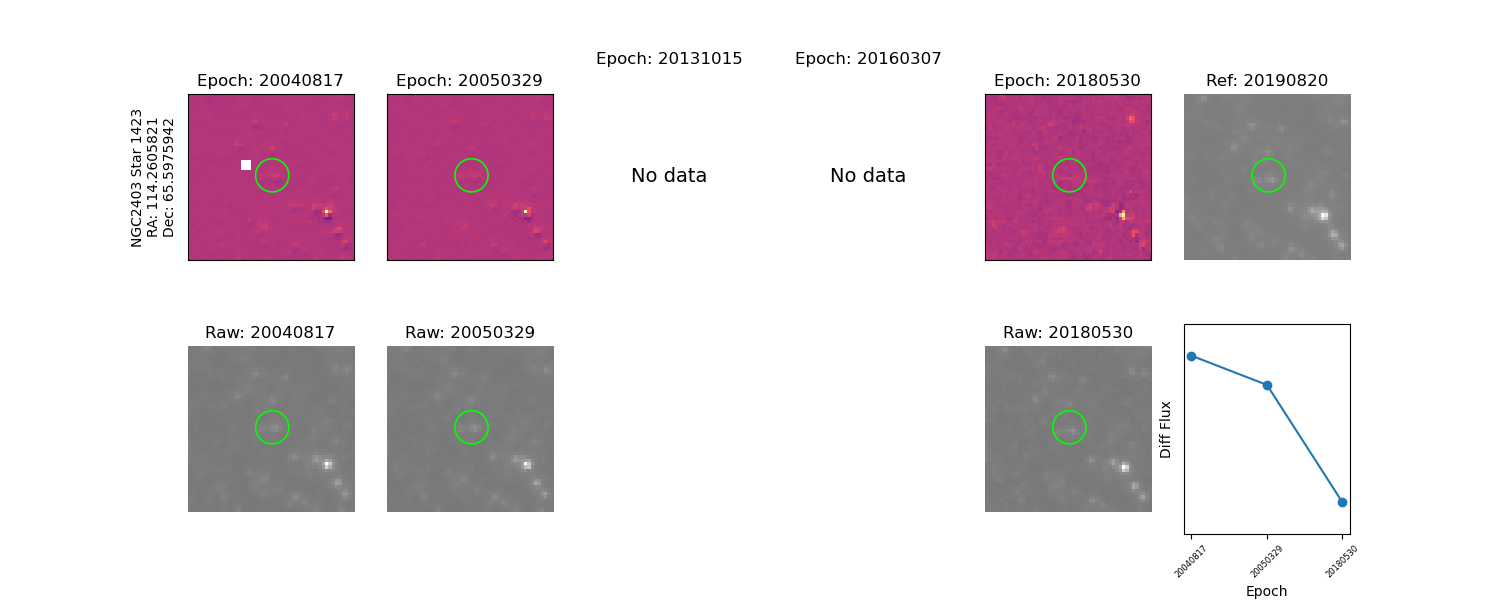 Epoch: 20131015
Epoch: 20160307
Epoch: 20040817
Epoch: 20050329
Epoch: 20180530
Ref: 20190820
NGC2403 Star 1423
RA: 114.2605821
Dec: 65.5975942
No data
No data
Raw: 20040817
Raw: 20050329
Raw: 20180530
Diff Flux
20040817
20050329
20180530
Epoch